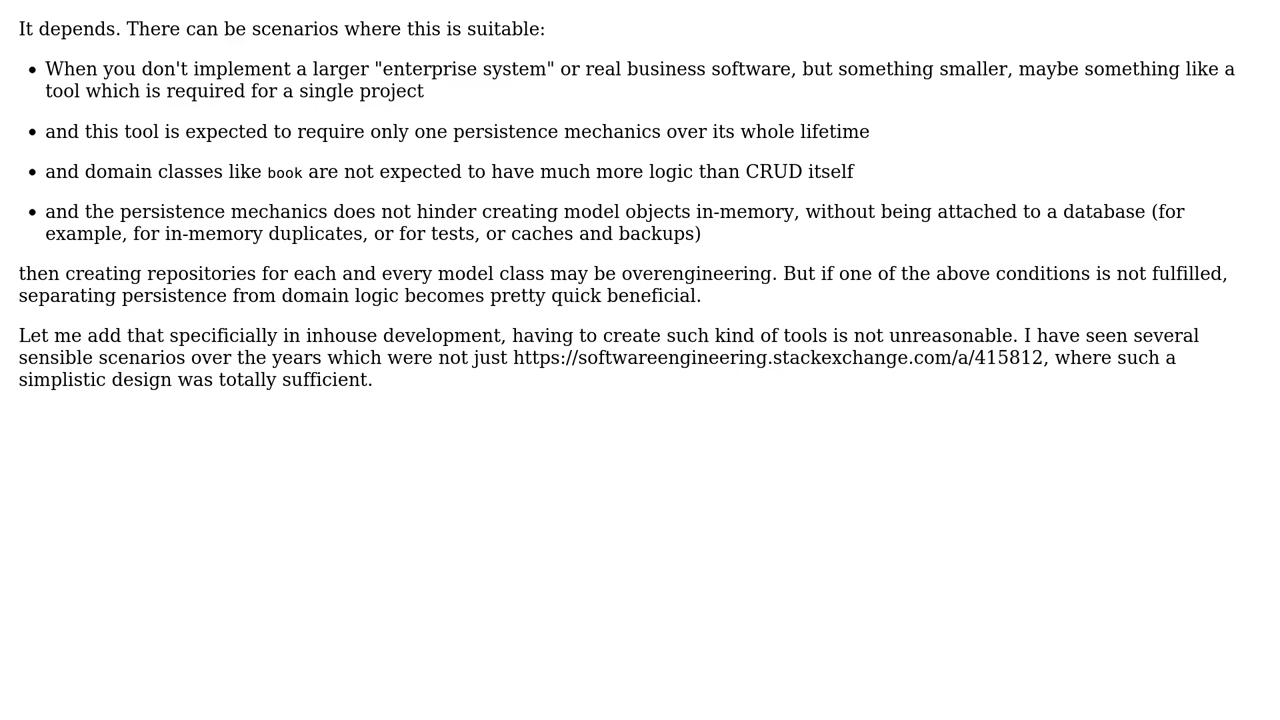 It depends. There can be scenarios where this is suitable:
• When you don't implement a larger "enterprise system" or real business software, but something smaller, maybe something like a
tool which is required for a single project
• and this tool is expected to require only one persistence mechanics over its whole lifetime
• and domain classes like book are not expected to have much more logic than CRUD itself
• and the persistence mechanics does not hinder creating model objects in-memory, without being attached to a database (for
example, for in-memory duplicates, or for tests, or caches and backups)
then creating repositories for each and every model class may be overengineering. But if one of the above conditions is not fulfilled,
separating persistence from domain logic becomes pretty quick beneficial.
Let me add that specificially in inhouse development, having to create such kind of tools is not unreasonable. I have seen several
sensible scenarios over the years which were not just https://softwareengineering.stackexchange.com/a/415812, where such a
simplistic design was totally sufficient.